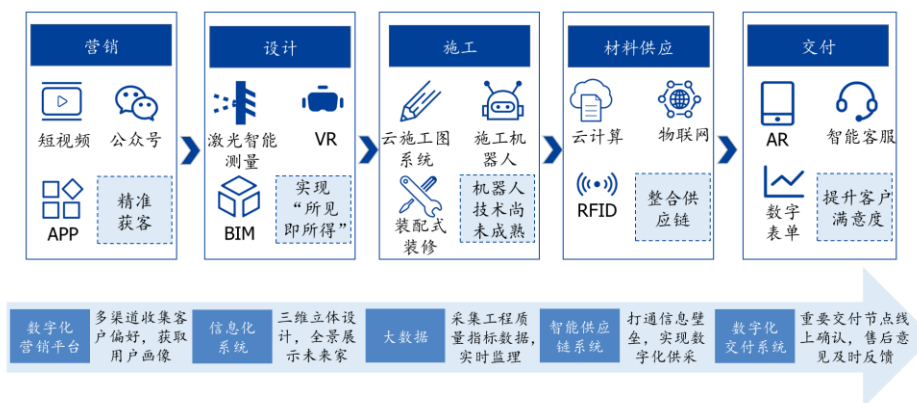 营销
短视频
公众号
APP
精准
获客
设计
激光智能
测量
VR
BIM
实现
“所见
即所得”
施工
云施工图
系统
施工机
器人
装配式
装修
机器人
技术尚
未成熟
材料供应
云计算
物联网
RFID
整合供
应链
交付
AR
智能客服
数字
表单
提升客户
满意度
数字化
营销平台
多渠道收集客
户偏好，获取
用户画像
信息化
系统
三维立体设
计，全景展
示未来家
大数据
采集工程质
量指标数据，
实时监理
智能供应
链系统
打通信息壁
垒，实现数
字化供采
数字化
交付系统
重要交付节点线
上确认，售后意
见及时反馈